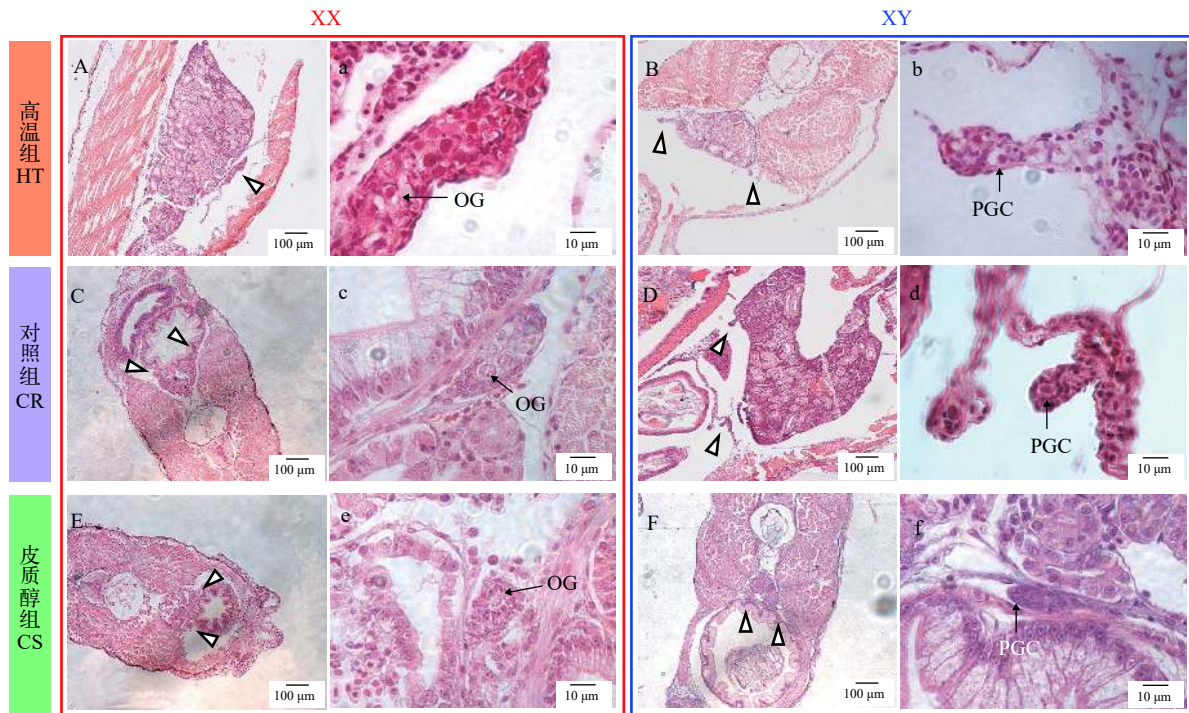 XX
XY
高温组
HT
A
100 μm
a
OG
10 μm
B
100 μm
b
PGC
10 μm
对照组
CR
C
100 μm
c
OG
10 μm
D
100 μm
d
PGC
10 μm
皮质醇组
CS
E
100 μm
e
OG
10 μm
F
100 μm
f
PGC
10 μm